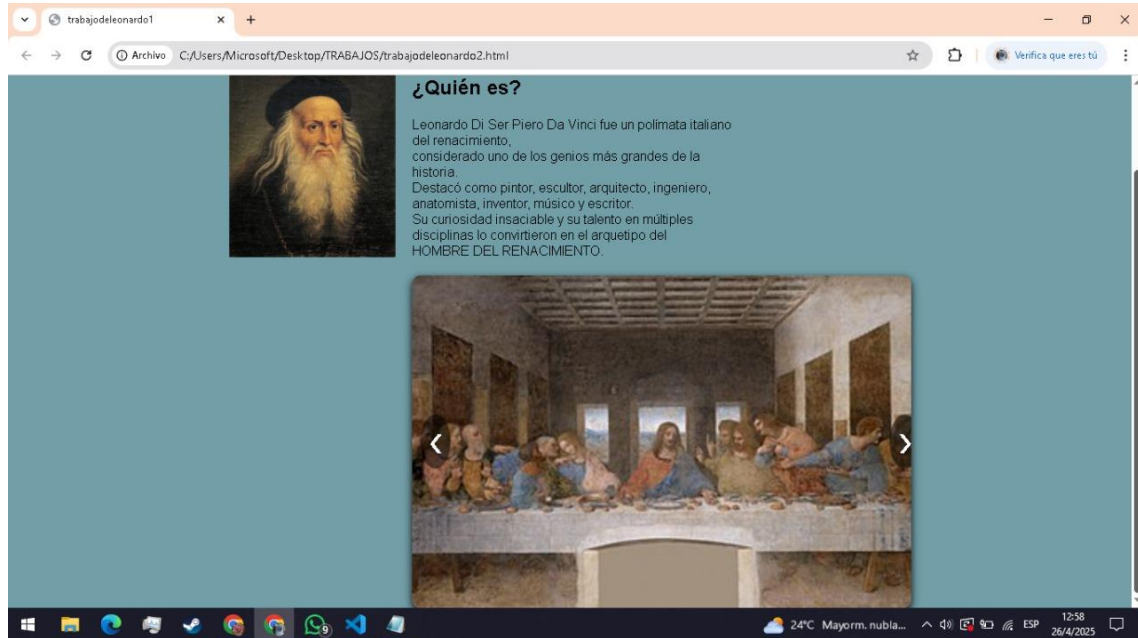 trabajodeleonardo1
Archivo C:/Users/Microsoft/Desktop/TRABAJOS/trabajodeleonardo2.html
Verifica que eres tú
¿Quién es?
Leonardo Di Ser Piero Da Vinci fue un polímata italiano
del renacimiento,
considerado uno de los genios más grandes de la
historia.
Destacó como pintor, escultor, arquitecto, ingeniero,
anatomista, inventor, músico y escritor.
Su curiosidad insaciable y su talento en múltiples
disciplinas lo convirtieron en el arquetipo del
HOMBRE DEL RENACIMIENTO.
9
24°C Mayorm. nubla...
ESP
12:58
26/4/2025